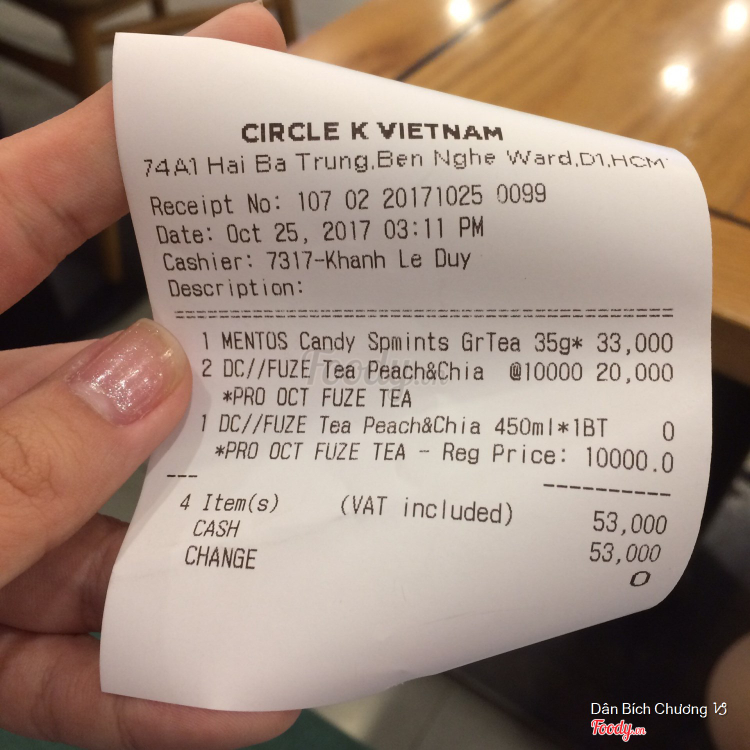 CIRCLE K VIETNAM
74A1 Hai Ba Trung,Ben Nghe Ward,D1,HCM
Receipt No: 107 02 20171025 0099
Date: Oct 25, 2017 03:11 PM
Cashier: 7317-Khanh Le Duy
Description:
1 MENTOS Candy Spmints GrTea 35g* 33,000
2 DC//FUZE Tea Peach&Chia @10000 20,000
*PRO OCT FUZE TEA
1 DC//FUZE Tea Peach&Chia 450ml*1BT 0
*PRO OCT FUZE TEA - Reg Price: 10000.0
4 Item(s) (VAT included) 53,000
CASH 53,000
CHANGE 0
Foody.vn
Dân Bích Chương
Foody.vn